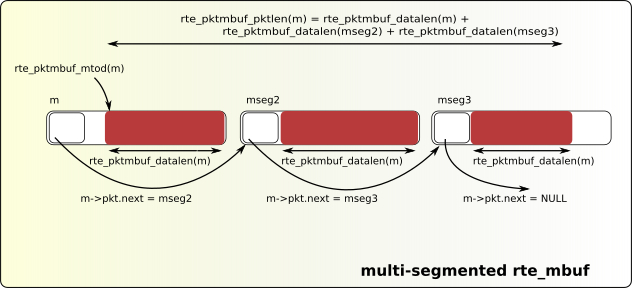 rte_pktmbuf_pktlen(m) = rte_pktmbuf_datalen(m) +
rte_pktmbuf_datalen(mseg2) + rte_pktmbuf_datalen(mseg3)
rte_pktmbuf_mtod(m)
m
mseg2
mseg3
rte_pktmbuf_datalen(m)
rte_pktmbuf_datalen(m)
rte_pktmbuf_datalen(m)
m->pkt.next = mseg2
m->pkt.next = mseg3
m->pkt.next = NULL
multi-segmented rte_mbuf